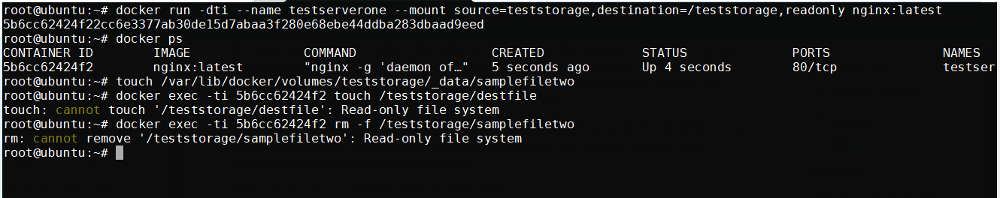 root@ubuntu:~# docker run -dti --name testserverone --mount source=teststorage,destination=/teststorage,readonly nginx:latest
5b6cc62424f22cc6e3377ab30de15d7abaa3f280e68ebe44ddba283dbaad9eed
root@ubuntu:~# docker ps
CONTAINER ID        IMAGE               COMMAND                  CREATED             STATUS              PORTS               NAMES
5b6cc62424f2        nginx:latest        "nginx -g 'daemon of…"   5 seconds ago       Up 4 seconds        80/tcp              testser
root@ubuntu:~# touch /var/lib/docker/volumes/teststorage/_data/samplefiletwo
root@ubuntu:~# docker exec -ti 5b6cc62424f2 touch /teststorage/destfile
touch: cannot touch '/teststorage/destfile': Read-only file system
root@ubuntu:~# docker exec -ti 5b6cc62424f2 rm -f /teststorage/samplefiletwo
rm: cannot remove '/teststorage/samplefiletwo': Read-only file system
root@ubuntu:~#